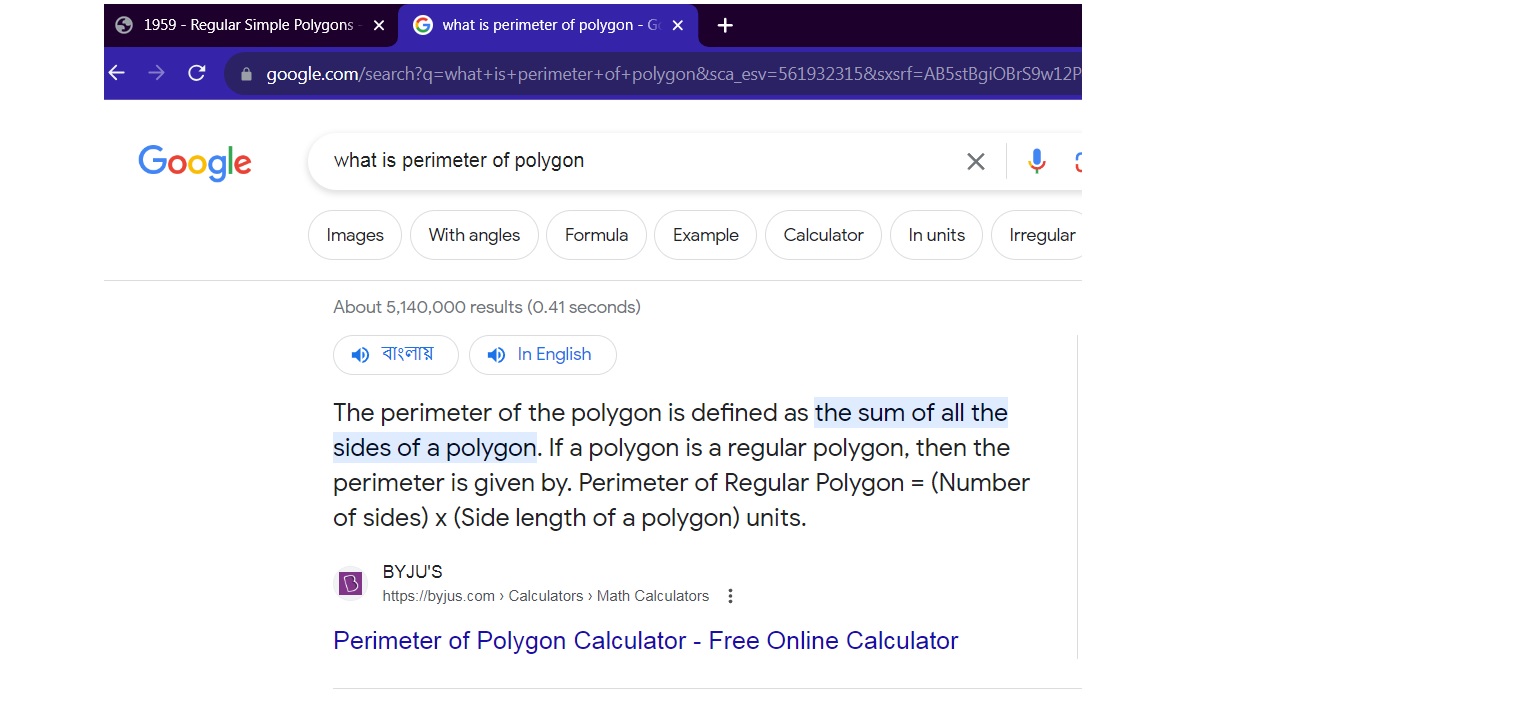 1959 - Regular Simple Polygons -
what is perimeter of polygon - Go
google.com/search?q=what+is+perimeter+of+polygon&sca_esv=561932315&sxsrf=AB5stBgiOBrS9w12P
Google
what is perimeter of polygon
Images With angles Formula Example Calculator In units Irregular
About 5,140,000 results (0.41 seconds)
বাংলায় In English
The perimeter of the polygon is defined as the sum of all the
sides of a polygon. If a polygon is a regular polygon, then the
perimeter is given by. Perimeter of Regular Polygon = (Number
of sides) x (Side length of a polygon) units.
BYJU'S
https://byjus.com › Calculators › Math Calculators
Perimeter of Polygon Calculator - Free Online Calculator